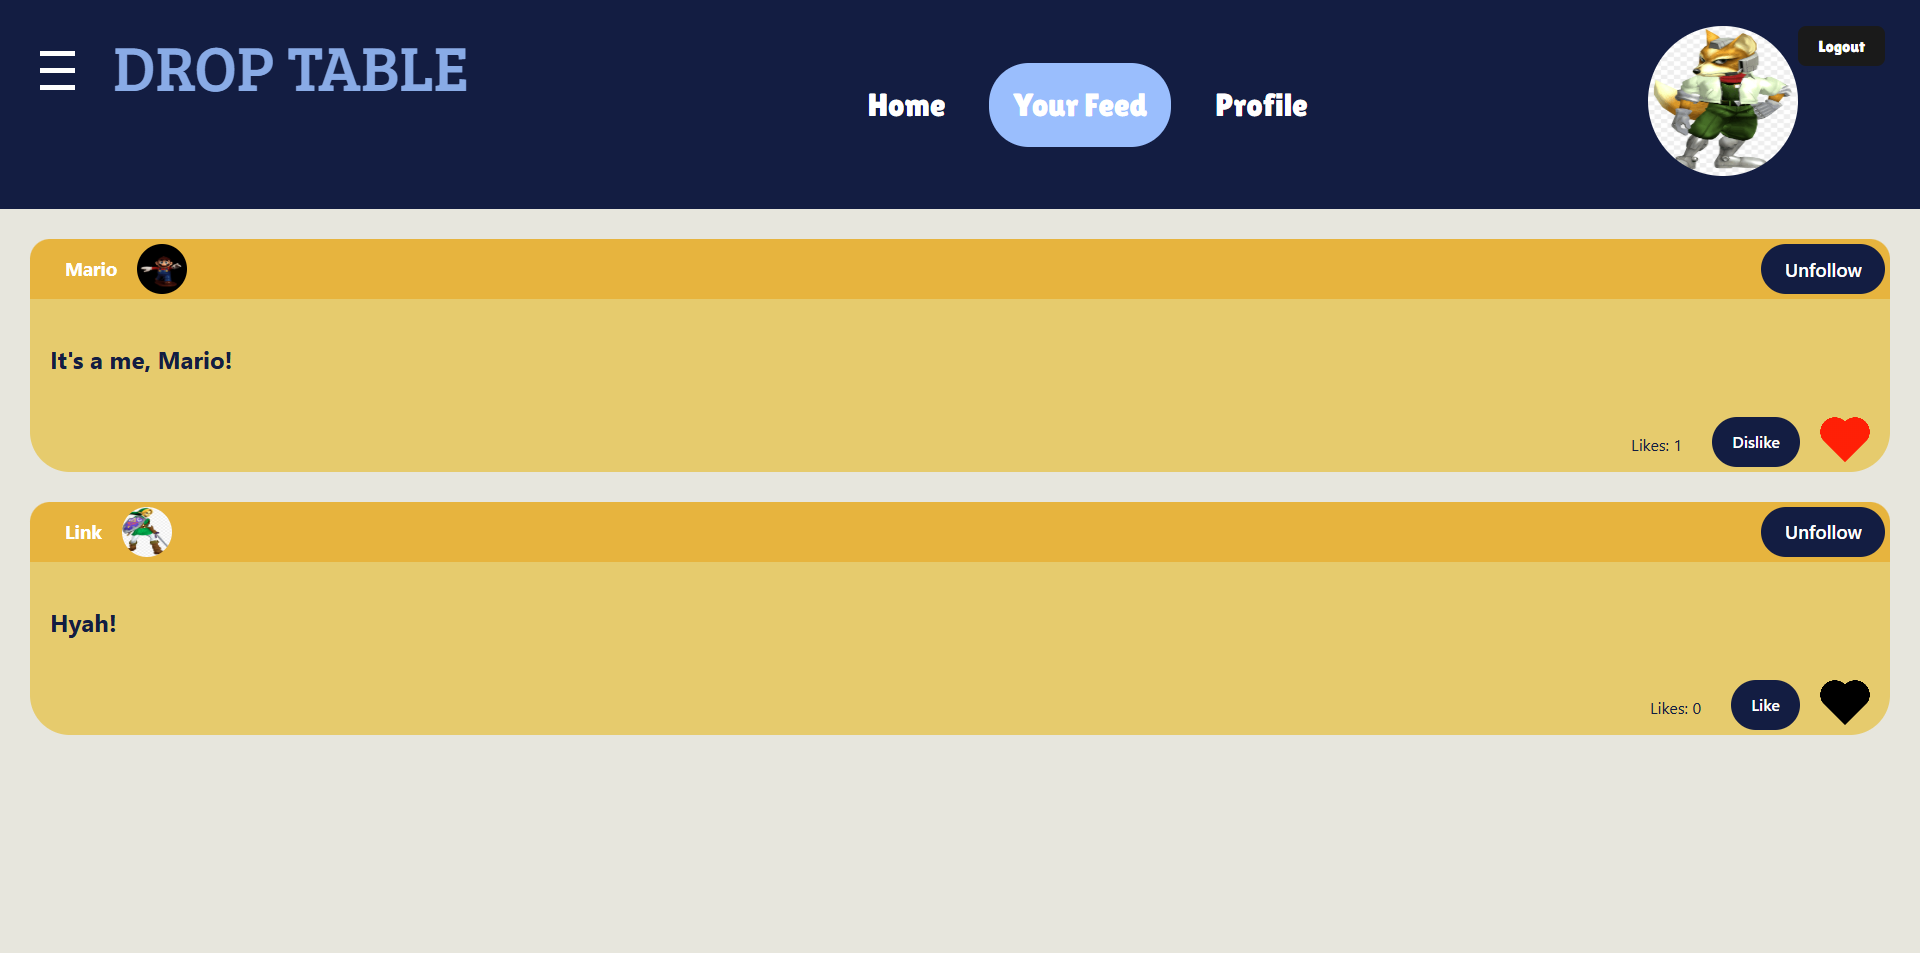 DROP TABLE
Home
Your Feed
Profile
Logout
Mario
Unfollow
It's a me, Mario!
Likes: 1
Dislike
Link
Unfollow
Hyah!
Likes: 0
Like